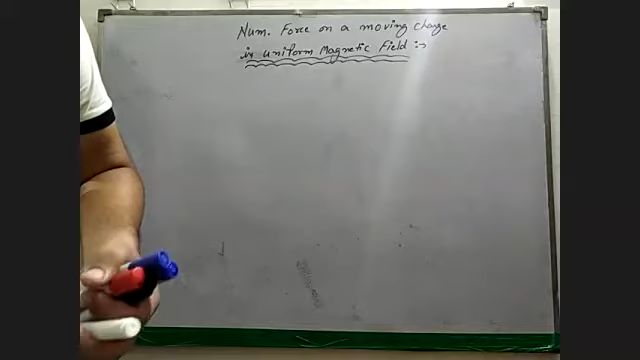 Num. Force on a moving charge
in uniform Magnetic Field :-